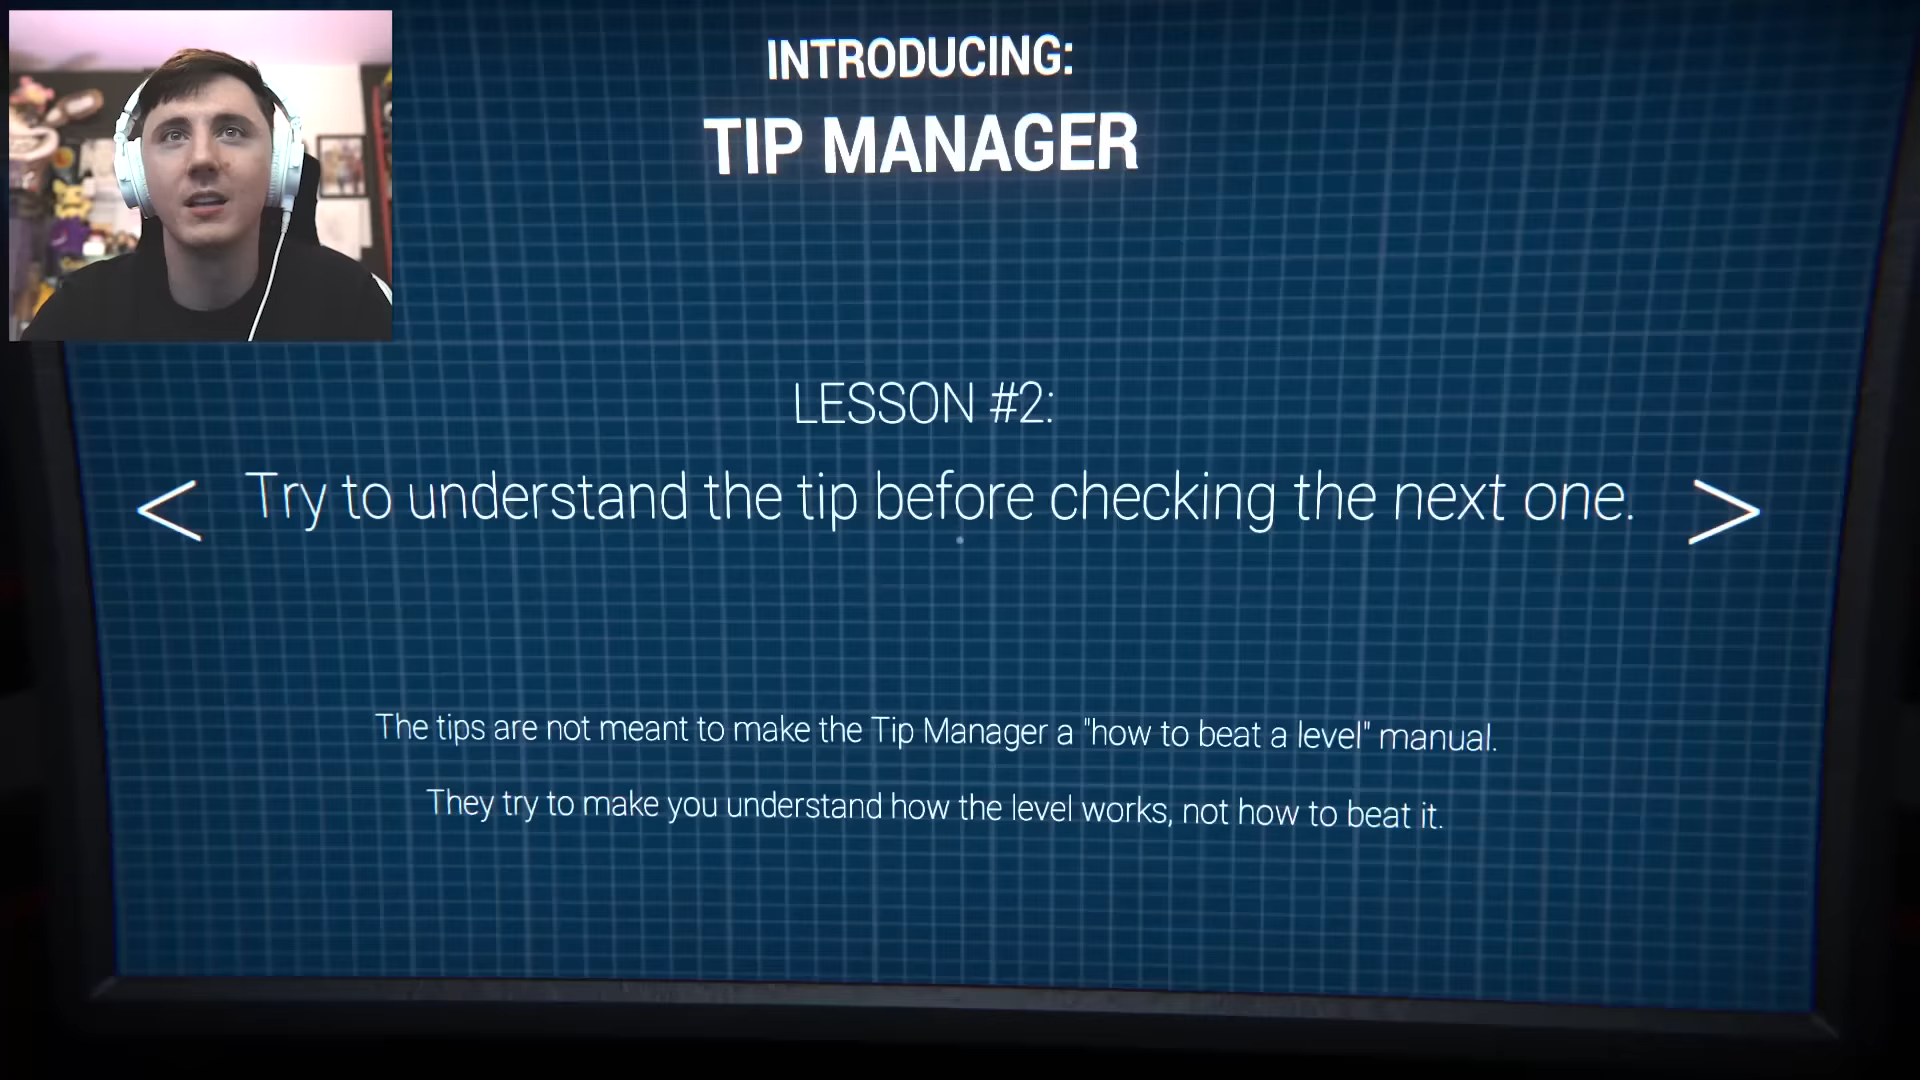 INTRODUCING:
TIP MANAGER
LESSON #2:
< Try to understand the tip before checking the next one. >
The tips are not meant to make the Tip Manager a "how to beat a level" manual.
They try to make you understand how the level works, not how to beat it.